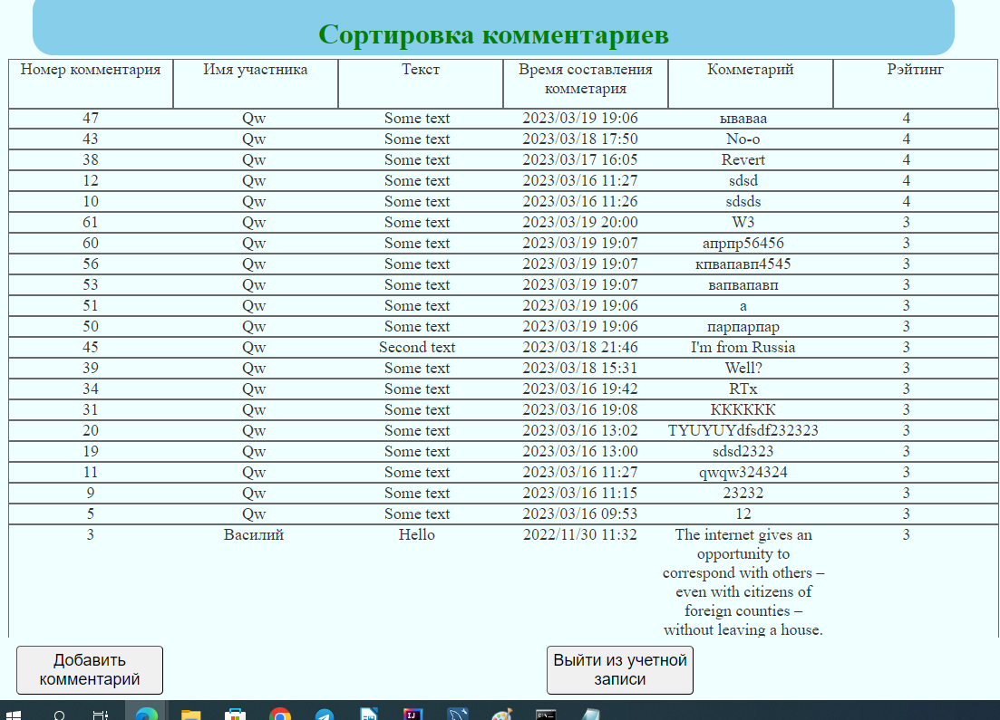 Сортировка комментариев
Номер комментария Имя участника Текст Время составления комметария Комметарий Рэйтинг
47 Qw Some text 2023/03/19 19:06 ываваа 4
43 Qw Some text 2023/03/18 17:50 No-o 4
38 Qw Some text 2023/03/17 16:05 Revert 4
12 Qw Some text 2023/03/16 11:27 sdsd 4
10 Qw Some text 2023/03/16 11:26 sdsds 4
61 Qw Some text 2023/03/19 20:00 W3 3
60 Qw Some text 2023/03/19 19:07 апрпр56456 3
56 Qw Some text 2023/03/19 19:07 кпвапавп4545 3
53 Qw Some text 2023/03/19 19:07 вапвапавп 3
51 Qw Some text 2023/03/19 19:06 а 3
50 Qw Some text 2023/03/19 19:06 парпарпар 3
45 Qw Second text 2023/03/18 21:46 I'm from Russia 3
39 Qw Some text 2023/03/18 15:31 Well? 3
34 Qw Some text 2023/03/16 19:42 RTx 3
31 Qw Some text 2023/03/16 19:08 КККККК 3
20 Qw Some text 2023/03/16 13:02 TYUYUYdfsdf232323 3
19 Qw Some text 2023/03/16 13:00 sdsd2323 3
11 Qw Some text 2023/03/16 11:27 qwqw324324 3
9 Qw Some text 2023/03/16 11:15 23232 3
5 Qw Some text 2023/03/16 09:53 12 3
3 Василий Hello 2022/11/30 11:32 The internet gives an 3
opportunity to
correspond with others –
even with citizens of
foreign counties –
without leaving a house.
Добавить комментарий
Выйти из учетной записи